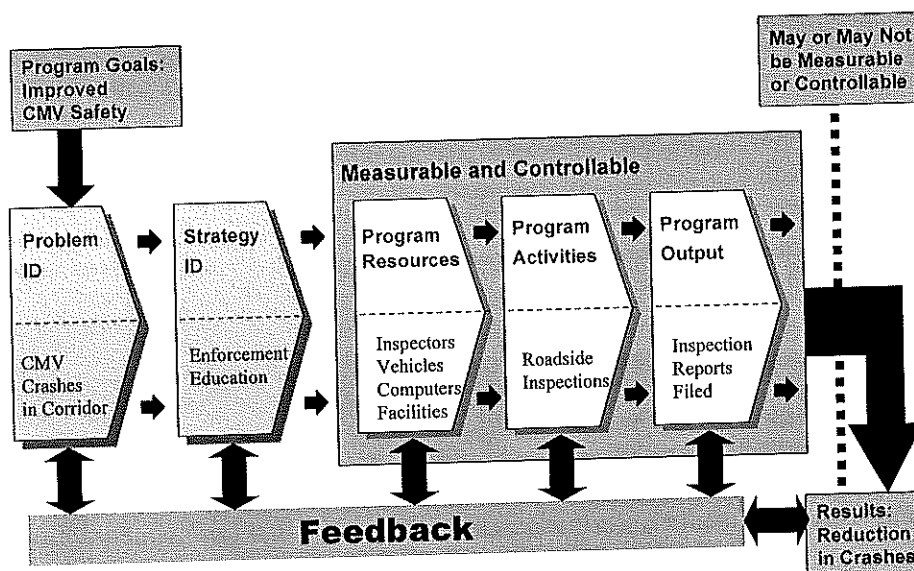 Program Goals:
Improved
CMV Safety
May or May Not
be Measurable
or Controllable
Measurable and Controllable
Problem
ID
CMV
Crashes
in Corridor
Strategy
ID
Enforcement
Education
Program
Resources
Inspectors
Vehicles
Computers
Facilities
Program
Activities
Roadside
Inspections
Program
Output
Inspection
Reports
Filed
Feedback
Results:
Reduction
in Crashes